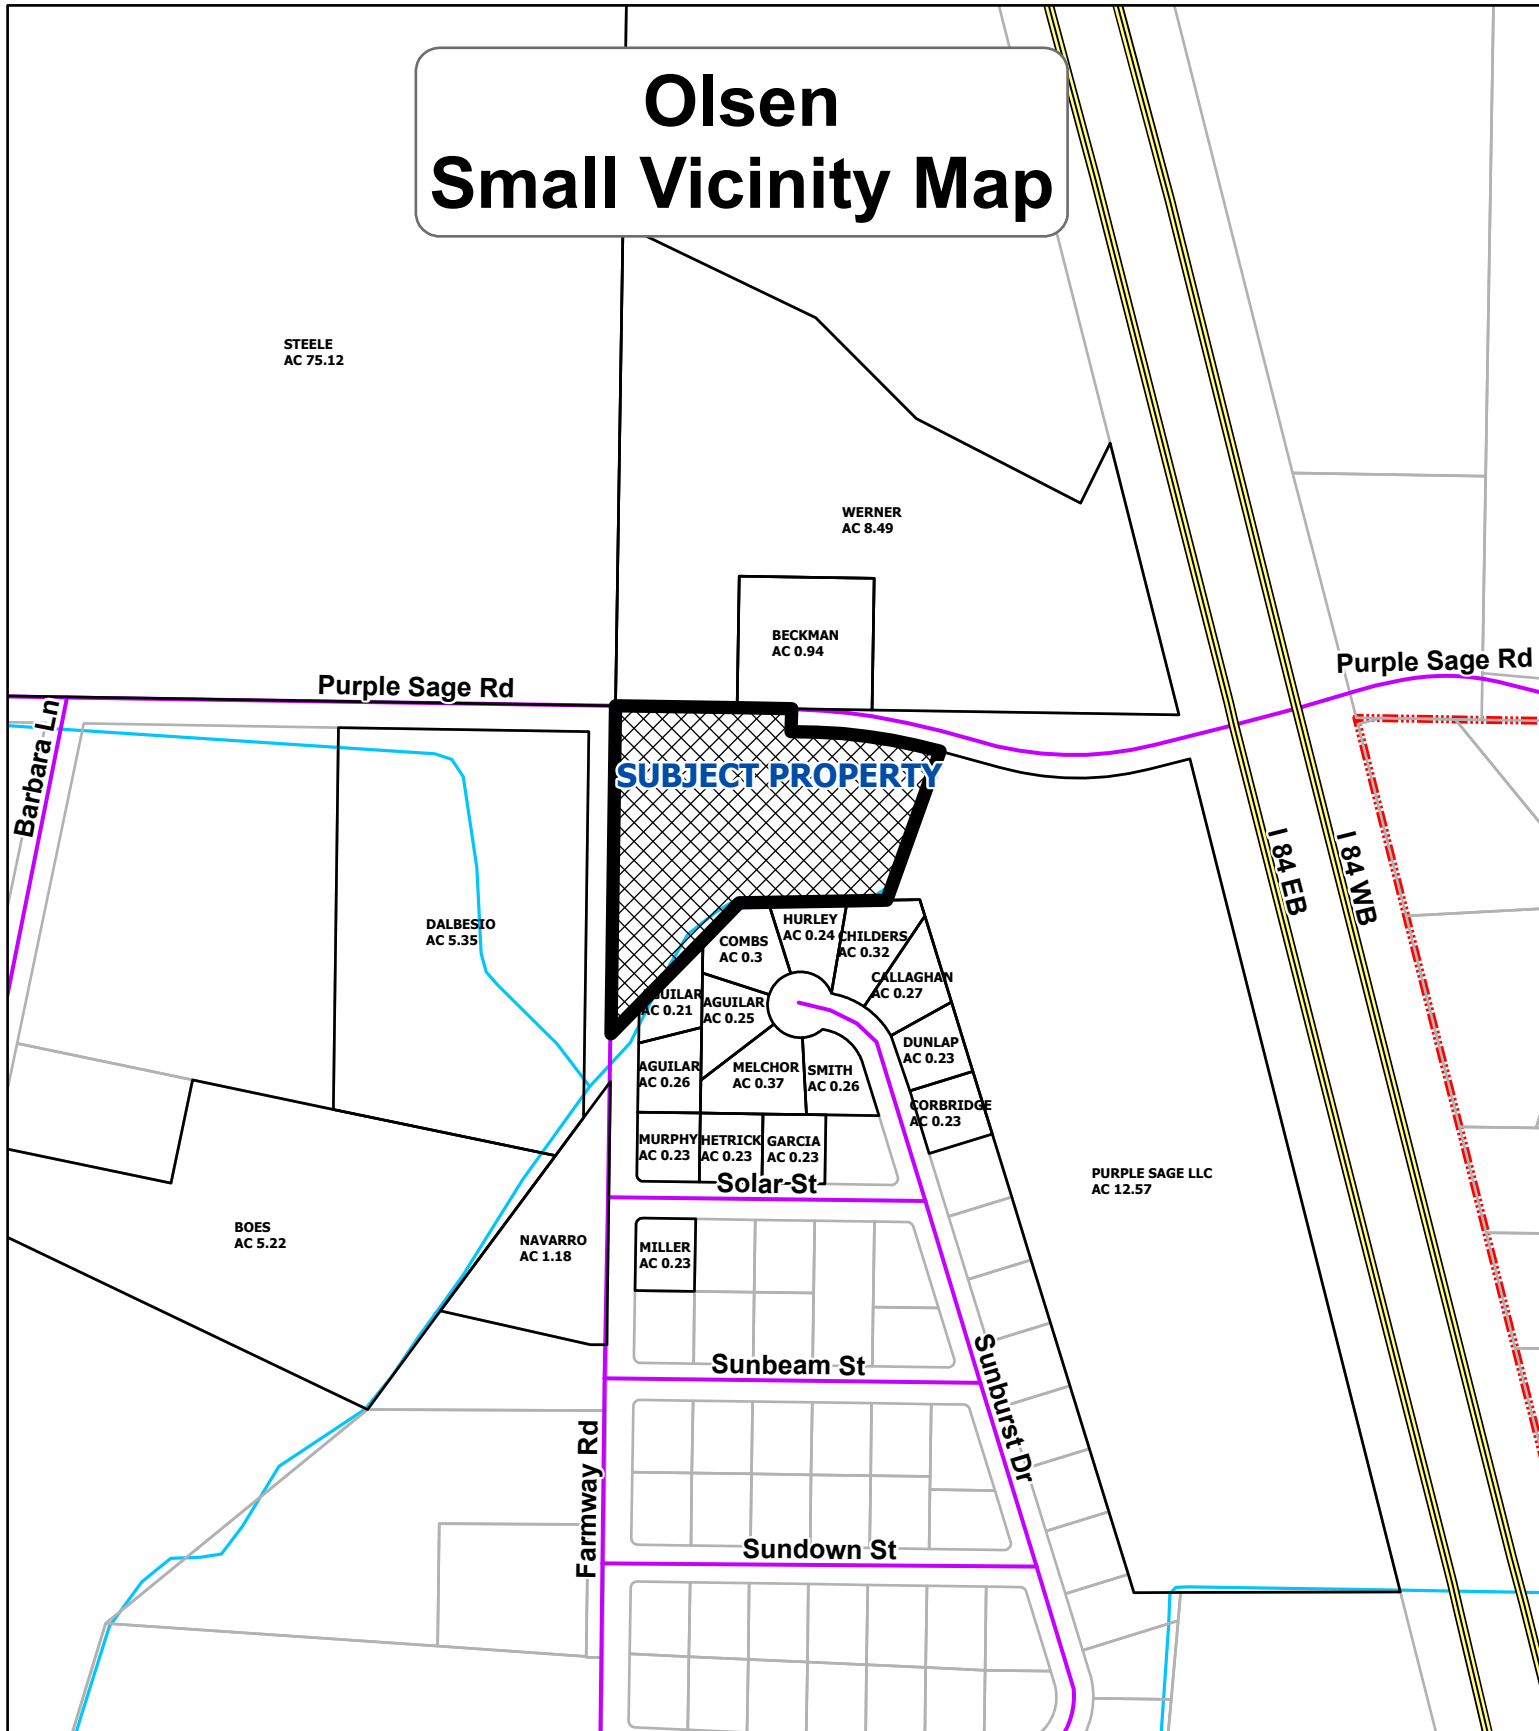 Olsen
Small Vicinity Map
STEELE
AC 75.12
WERNER
AC 8.49
BECKMAN
AC 0.94
Purple Sage Rd
Purple Sage Rd
Barbara Ln
SUBJECT PROPERTY
I 84 EB
I 84 WB
DALBESIO
AC 5.35
HURLEY
AC 0.24
CHILDERS
AC 0.32
COMBS
AC 0.3
CALLAGHAN
AC 0.27
AGUILAR
AC 0.21
AGUILAR
AC 0.25
DUNLAP
AC 0.23
AGUILAR
AC 0.26
MELCHOR
AC 0.37
SMITH
AC 0.26
CORBRIDGE
AC 0.23
MURPHY
AC 0.23
HETRICK
AC 0.23
GARCIA
AC 0.23
Solar St
PURPLE SAGE LLC
AC 12.57
BOES
AC 5.22
NAVARRO
AC 1.18
MILLER
AC 0.23
Sunbeam St
Sunburst Dr
Farmway Rd
Sundown St